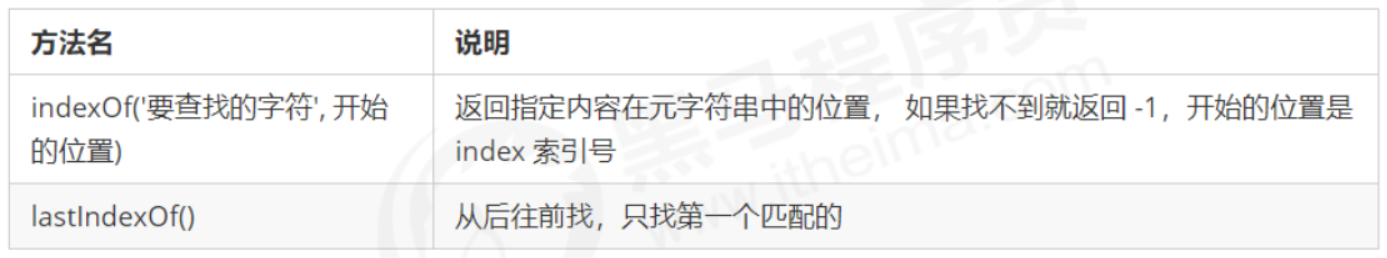 方法名
说明
indexOf('要查找的字符', 开始
的位置)
返回指定内容在元字符串中的位置， 如果找不到就返回 -1，开始的位置是
index 索引号
lastIndexOf()
从后往前找，只找第一个匹配的
黑马程序员
www.itheima.com